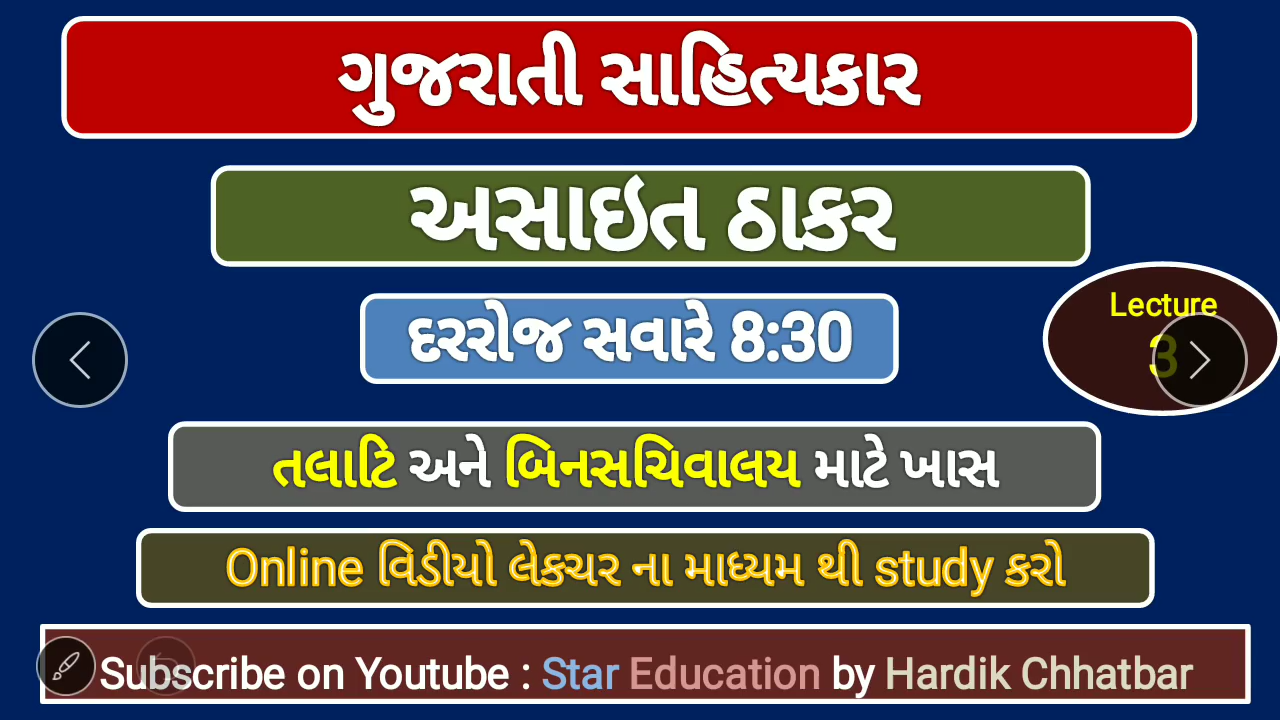 ગુજરાતી સાહિત્યકાર
અસાઇત ઠાકર
દરરોજ સવારે 8:30
Lecture
3
તલાટિ અને બિનસચિવાલય માટે ખાસ
Online વિડીયો લેક્ચર ના માધ્યમ થી study કરો
Subscribe on Youtube : Star Education by Hardik Chhatbar